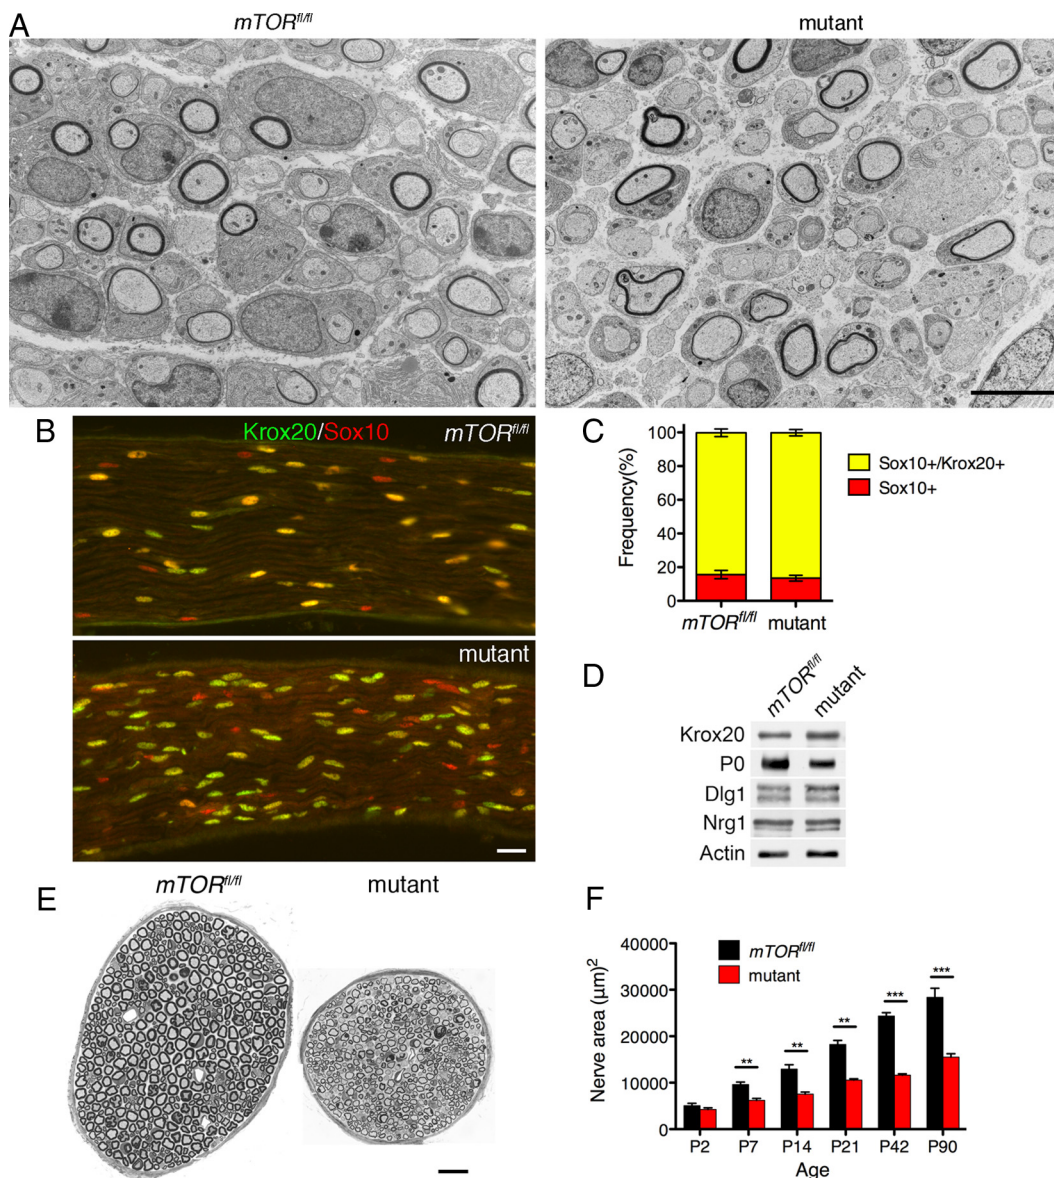 A
mTORfl/fl
mutant
B
Krox20/Sox10
mTORfl/fl
mutant
C
100
80
60
40
20
0
Frequency(%)
mTORfl/fl
mutant
Sox10+/Krox20+
Sox10+
D
mTORfl/fl
mutant
Krox20
P0
Dlg1
Nrg1
Actin
E
mTORfl/fl
mutant
F
40000
30000
20000
10000
0
Nerve area (µm)²
mTORfl/fl
mutant
**
**
**
***
***
P2 P7 P14 P21 P42 P90
Age